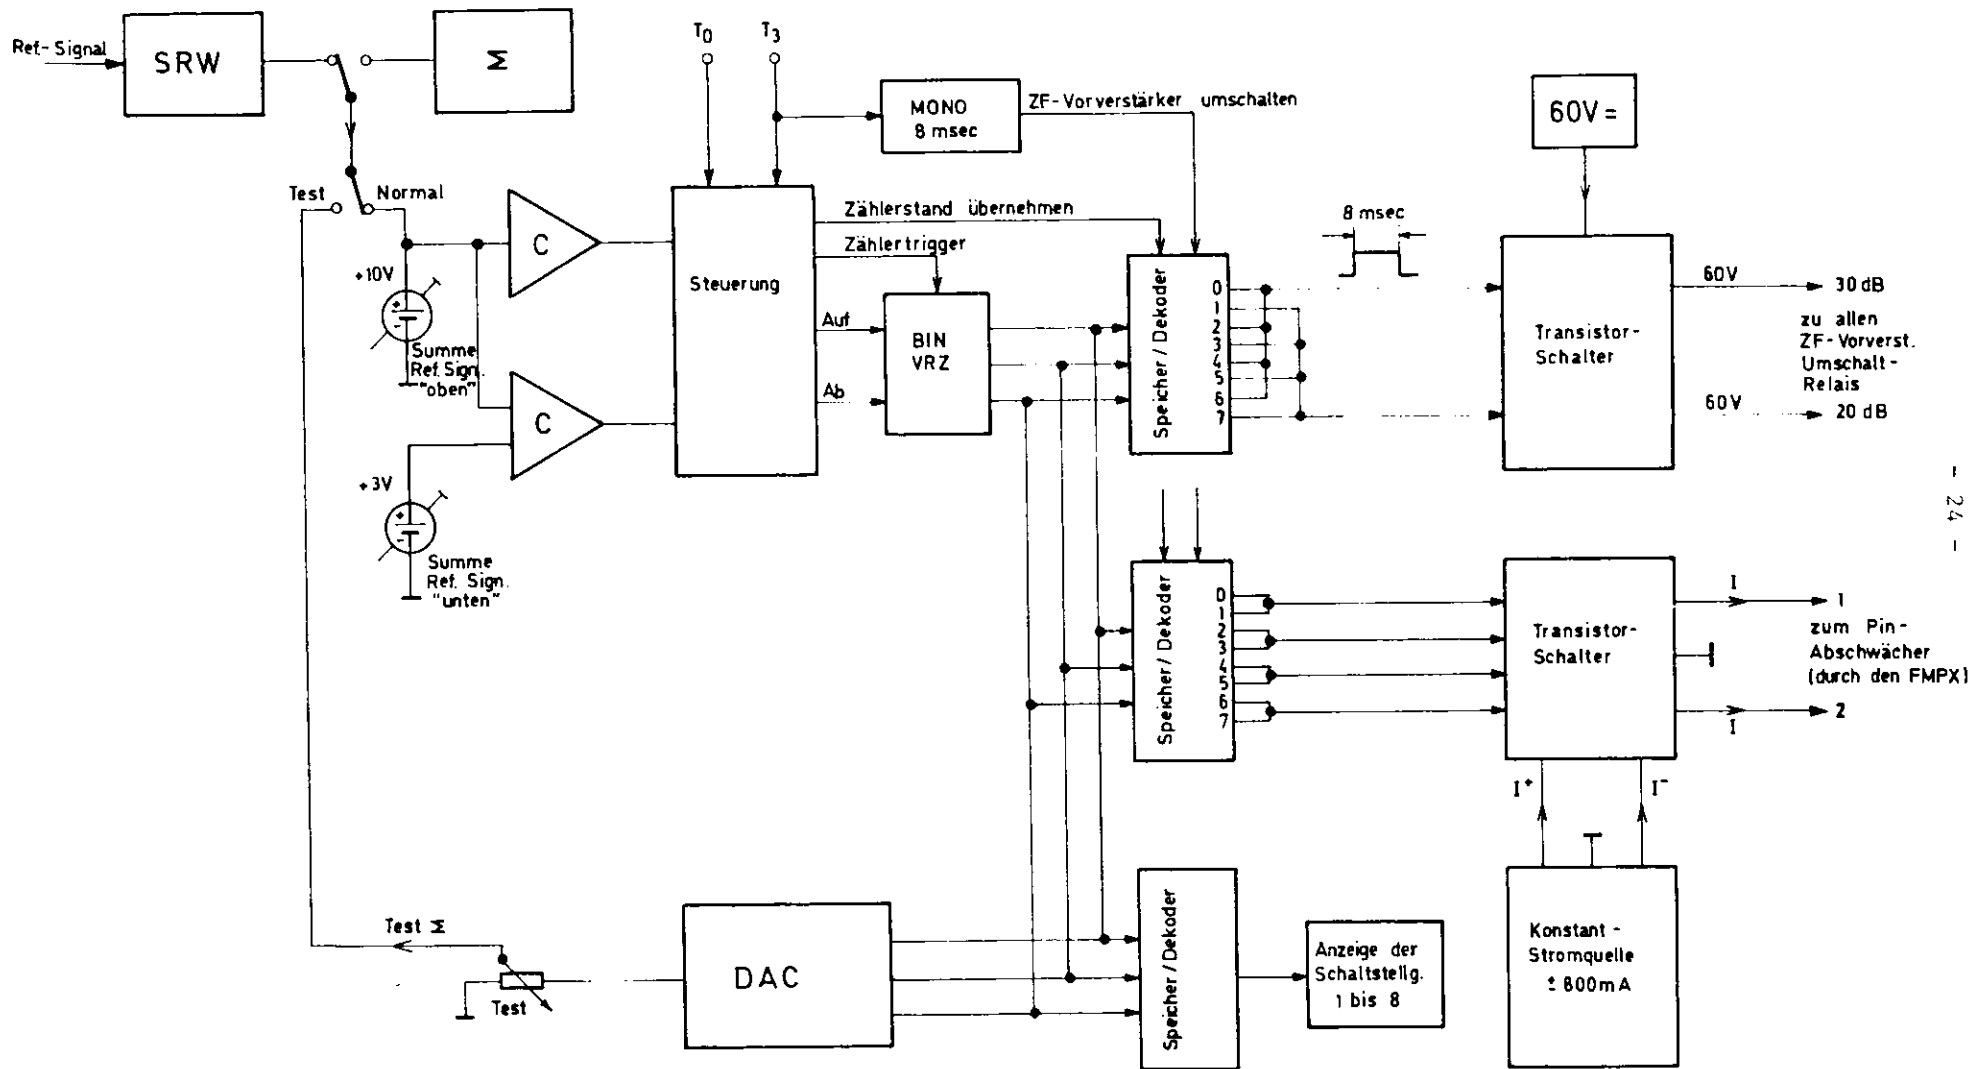 Ref.-Signal
SRW
Σ
T0
T3
MONO
8 msec
ZF-Vorverstärker umschalten
60V =
Test
Normal
C
+10V
+
-
Summe
Ref. Sign.
"oben"
C
+3V
+
-
Summe
Ref. Sign.
"unten"
Steuerung
Zählerstand übernehmen
Zählertrigger
Auf
Ab
BIN
VRZ
Speicher / Dekoder
0
1
2
3
4
5
6
7
8 msec
Transistor-
Schalter
60V
30 dB
zu allen
ZF-Vorverst.
Umschalt-
Relais
60V
20 dB
- 24 -
Speicher / Dekoder
0
1
2
3
4
5
6
7
Transistor-
Schalter
I
1
zum Pin-
Abschwächer
(durch den FMPX)
I
2
I+
I-
Konstant-
Stromquelle
± 800mA
Test Σ
Test
DAC
Speicher / Dekoder
Anzeige der
Schaltstellg.
1 bis 8